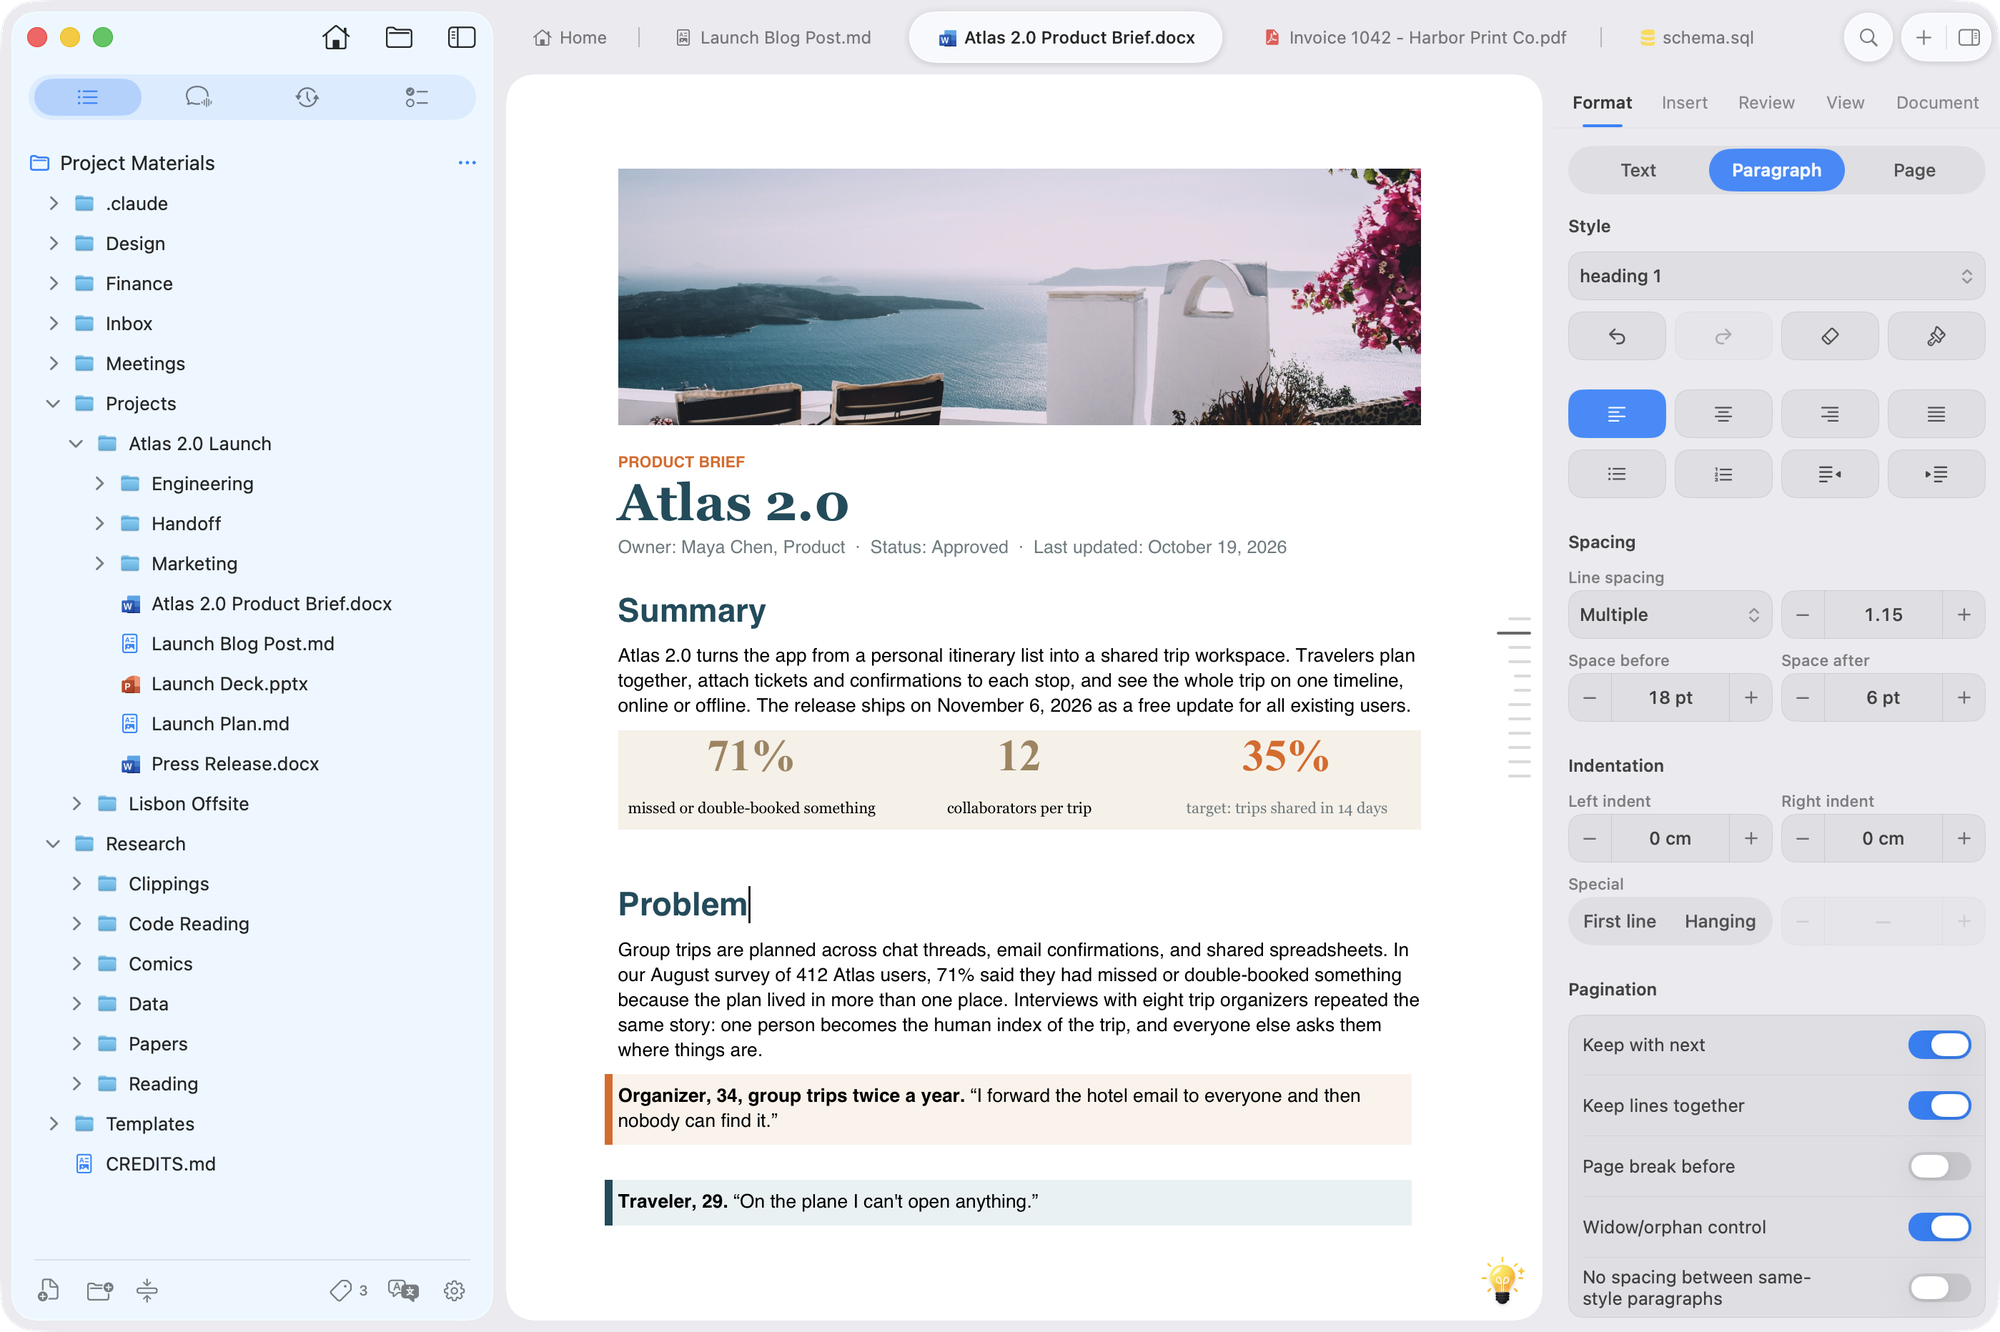 Home
Launch Blog Post.md
Atlas 2.0 Product Brief.docx
Invoice 1042 - Harbor Print Co.pdf
schema.sql
Project Materials
.claude
Design
Finance
Inbox
Meetings
Projects
Atlas 2.0 Launch
Engineering
Handoff
Marketing
Atlas 2.0 Product Brief.docx
Launch Blog Post.md
Launch Deck.pptx
Launch Plan.md
Press Release.docx
Lisbon Offsite
Research
Clippings
Code Reading
Comics
Data
Papers
Reading
Templates
CREDITS.md
3
PRODUCT BRIEF
Atlas 2.0
Owner: Maya Chen, Product · Status: Approved · Last updated: October 19, 2026
Summary
Atlas 2.0 turns the app from a personal itinerary list into a shared trip workspace. Travelers plan
together, attach tickets and confirmations to each stop, and see the whole trip on one timeline,
online or offline. The release ships on November 6, 2026 as a free update for all existing users.
71% 12 35%
missed or double-booked something collaborators per trip target: trips shared in 14 days
Problem
Group trips are planned across chat threads, email confirmations, and shared spreadsheets. In
our August survey of 412 Atlas users, 71% said they had missed or double-booked something
because the plan lived in more than one place. Interviews with eight trip organizers repeated the
same story: one person becomes the human index of the trip, and everyone else asks them
where things are.
Organizer, 34, group trips twice a year. “I forward the hotel email to everyone and then
nobody can find it.”
Traveler, 29. “On the plane I can't open anything.”
Format Insert Review View Document
Text Paragraph Page
Style
heading 1
Spacing
Line spacing
Multiple 1.15
Space before Space after
18 pt 6 pt
Indentation
Left indent Right indent
0 cm 0 cm
Special
First line Hanging
Pagination
Keep with next
Keep lines together
Page break before
Widow/orphan control
No spacing between same-
style paragraphs